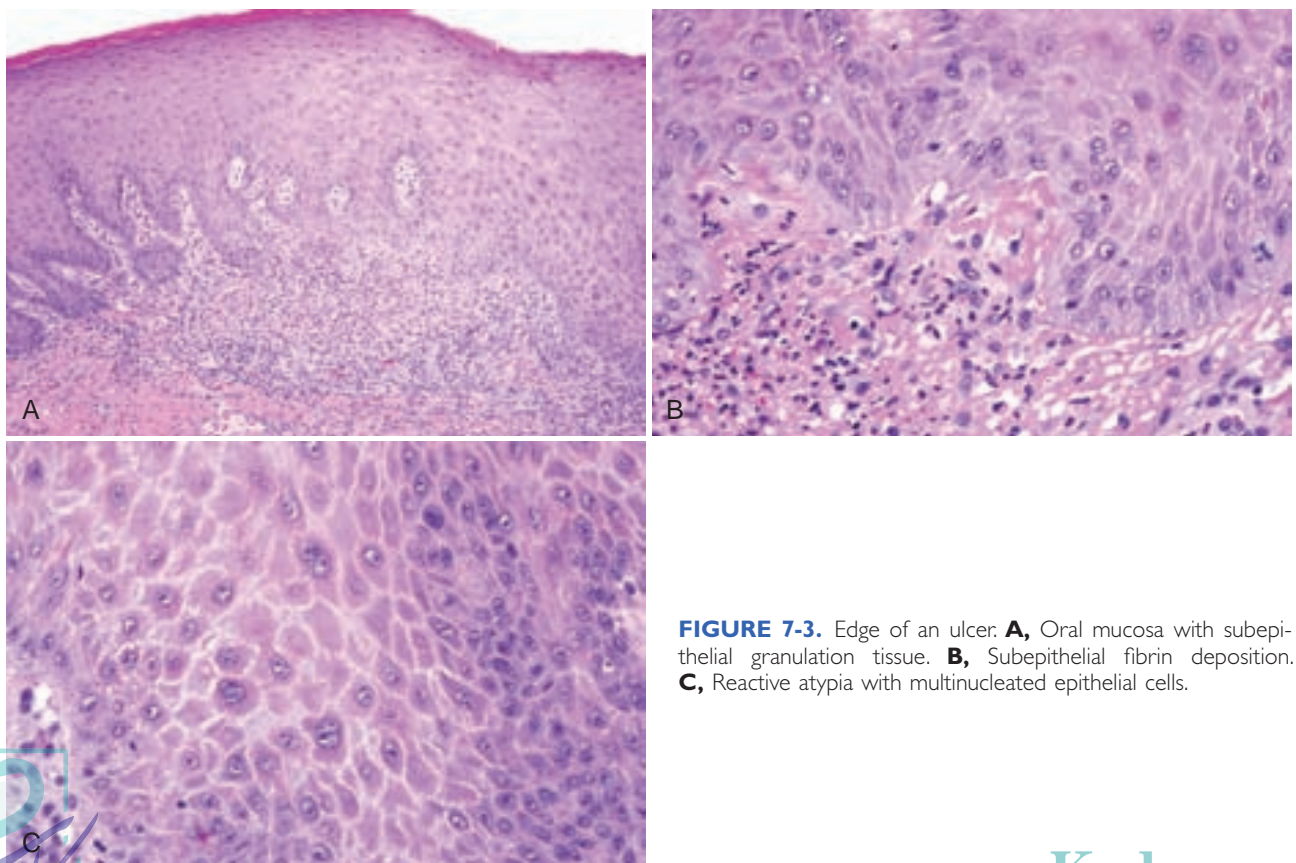 A
B
C
FIGURE 7-3. Edge of an ulcer. A, Oral mucosa with subepi-
thelial granulation tissue. B, Subepithelial fibrin deposition.
C, Reactive atypia with multinucleated epithelial cells.